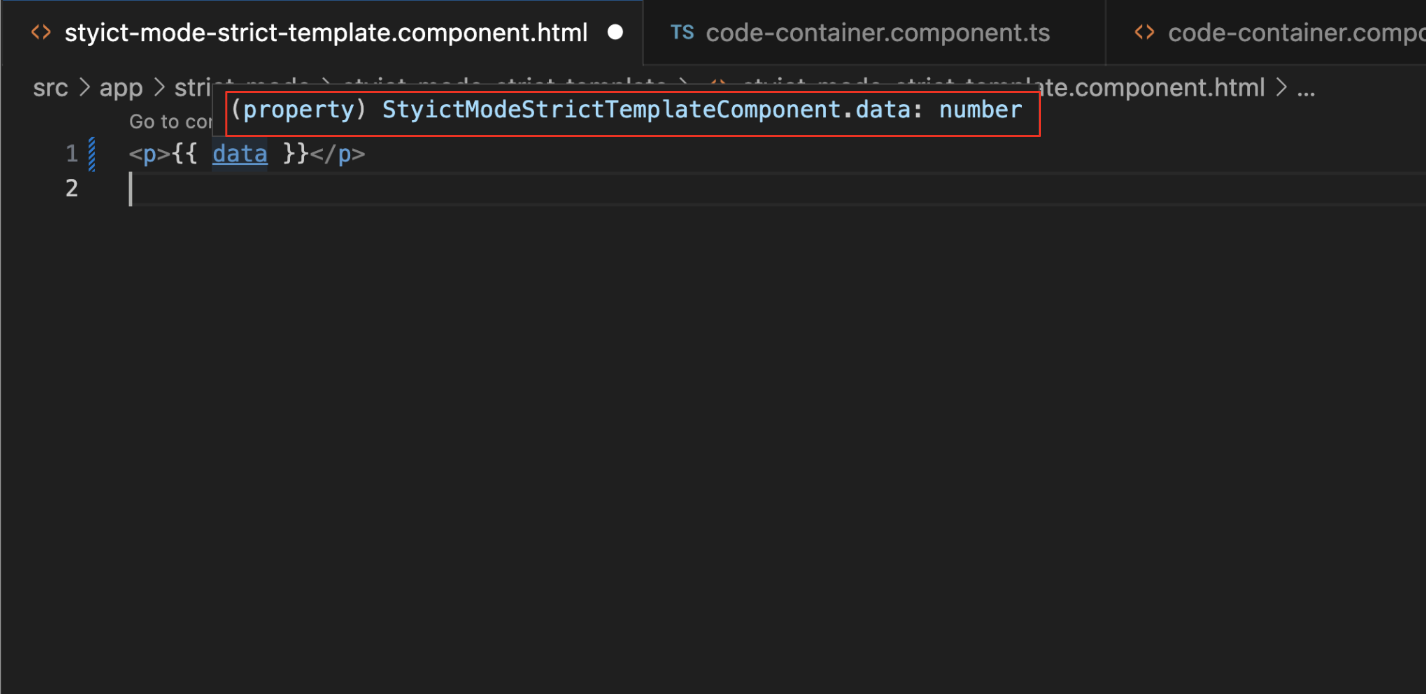 <> styict-mode-strict-template.component.html ● TS code-container.component.ts <> code-container.compo
src > app > strict-mode > styict-mode-strict-template > <> styict-mode-strict-template.component.html > ...
(property) StyictModeStrictTemplateComponent.data: number
Go to com
1 <p>{{ data }}</p>
2